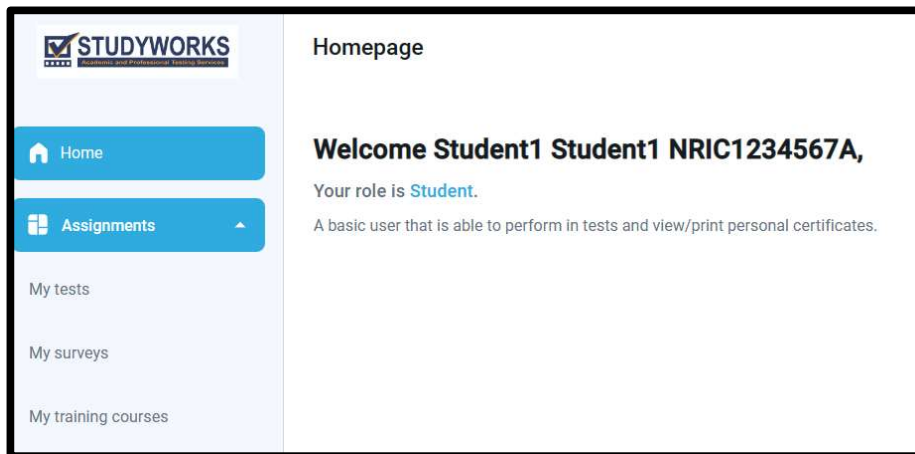 STUDYWORKS
Academic and Professional Testing Services
Home
Assignments
My tests
My surveys
My training courses
Homepage
Welcome Student1 Student1 NRIC1234567A,
Your role is Student.
A basic user that is able to perform in tests and view/print personal certificates.